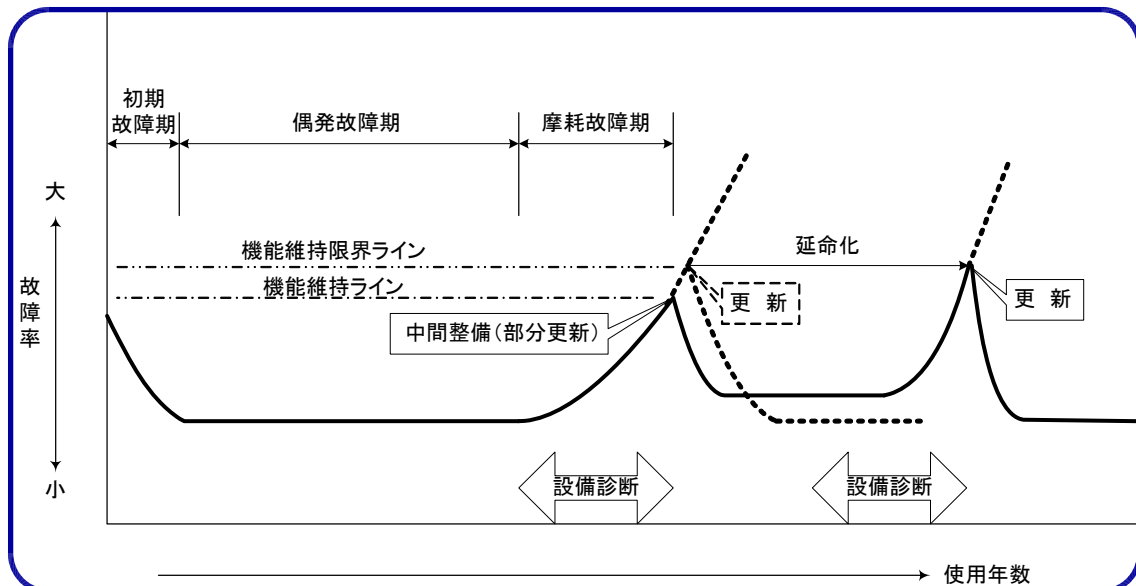 初期
故障期
偶発故障期
摩耗故障期
大
機能維持限界ライン
延命化
機能維持ライン
更 新
更 新
故障率
中間整備(部分更新)
小
設備診断
設備診断
使用年数